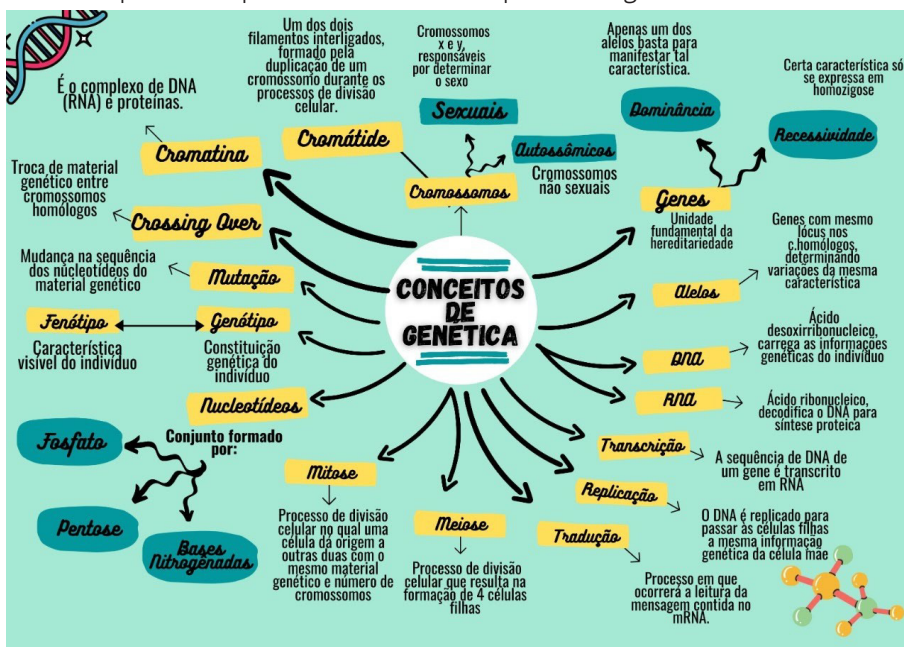 Um dos dois
filamentos interligados,
formado pela
duplicação de um
cromossomo durante os
processos de divisão
celular.
Cromossomos
x e y,
responsáveis
por determinar
o sexo
Apenas um dos
alelos basta para
manifestar tal
característica.
Certa característica só
se expressa em
homozigose
É o complexo de DNA
(RNA) e proteínas.
Sexuais
Dominância
Recessividade
Cromatina
Cromátide
Autossômicos
Cromossomos
não sexuais
Cromossomos
Genes
Unidade
fundamental da
hereditariedade
Troca de material
genético entre
cromossomos
homólogos
Crossing Over
Genes com mesmo
lócus nos
c.homólogos,
determinando
variações da mesma
característica
Alelos
Mudança na sequência
dos nucleotídeos do
material genético
Mutação
CONCEITOS
DE
GENÉTICA
Fenótipo
Genótipo
Característica
visível do indivíduo
Constituição
genética do
indivíduo
DNA
Ácido
desoxirribonucleico,
carrega as informações
genéticas do indivíduo
RNA
Ácido ribonucleico,
decodifica o DNA para
síntese proteica
Nucleotídeos
Conjunto formado
por:
Fosfato
Pentose
Bases
Nitrogenadas
Mitose
Processo de divisão
celular no qual uma
célula dá origem a
outras duas com o
mesmo material
genético e número de
cromossomos
Meiose
Processo de divisão
celular que resulta na
formação de 4 células
filhas
Transcrição
A sequência de DNA de
um gene é transcrito
em RNA
Replicação
O DNA é replicado para
passar às células filhas
a mesma informação
genética da célula mãe
Tradução
Processo em que
ocorrerá a leitura da
mensagem contida no
mRNA.